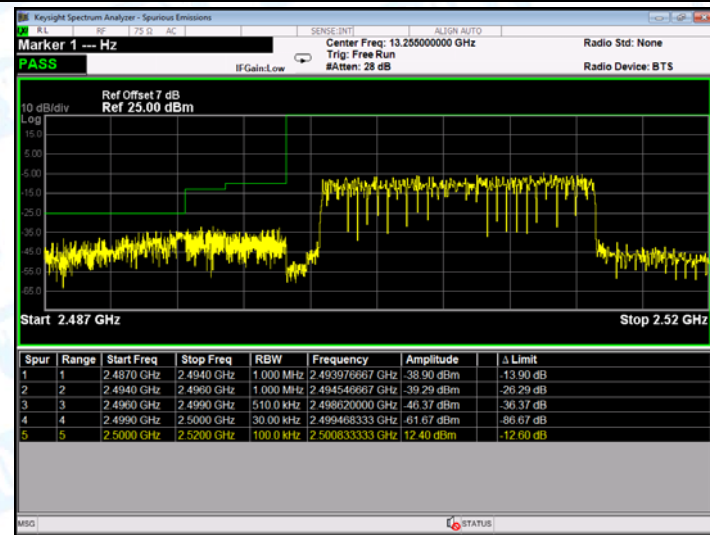 Keysight Spectrum Analyzer - Spurious Emissions
RL RF 75 Ω AC SENSE:INT ALIGN AUTO
Marker 1 --- Hz
PASS
IFGain:Low
Center Freq: 13.255000000 GHz
Trig: Free Run
#Atten: 28 dB
Radio Std: None
Radio Device: BTS
Ref Offset 7 dB
10 dB/div Ref 25.00 dBm
Log
15.0
5.00
-5.00
-15.0
-25.0
-35.0
-45.0
-55.0
-65.0
Start 2.487 GHz Stop 2.52 GHz
Spur Range Start Freq Stop Freq RBW Frequency Amplitude Δ Limit
1 1 2.4870 GHz 2.4940 GHz 1.000 MHz 2.493976667 GHz -38.90 dBm -13.90 dB
2 2 2.4940 GHz 2.4960 GHz 1.000 MHz 2.494546667 GHz -39.29 dBm -26.29 dB
3 3 2.4960 GHz 2.4990 GHz 510.0 kHz 2.498620000 GHz -46.37 dBm -36.37 dB
4 4 2.4990 GHz 2.5000 GHz 30.00 kHz 2.499468333 GHz -61.67 dBm -86.67 dB
5 5 2.5000 GHz 2.5200 GHz 100.0 kHz 2.500833333 GHz 12.40 dBm -12.60 dB
MSG STATUS